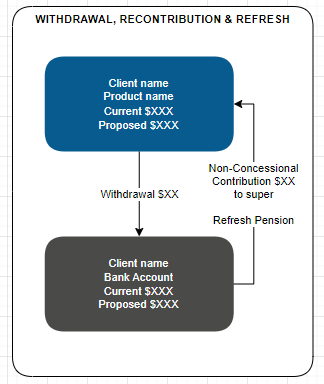 WITHDRAWAL, RECONTRIBUTION & REFRESH
Client name
Product name
Current $XXX
Proposed $XXX
Non-Concessional
Contribution $XX
to super
Withdrawal $XX
Refresh Pension
Client name
Bank Account
Current $XXX
Proposed $XXX